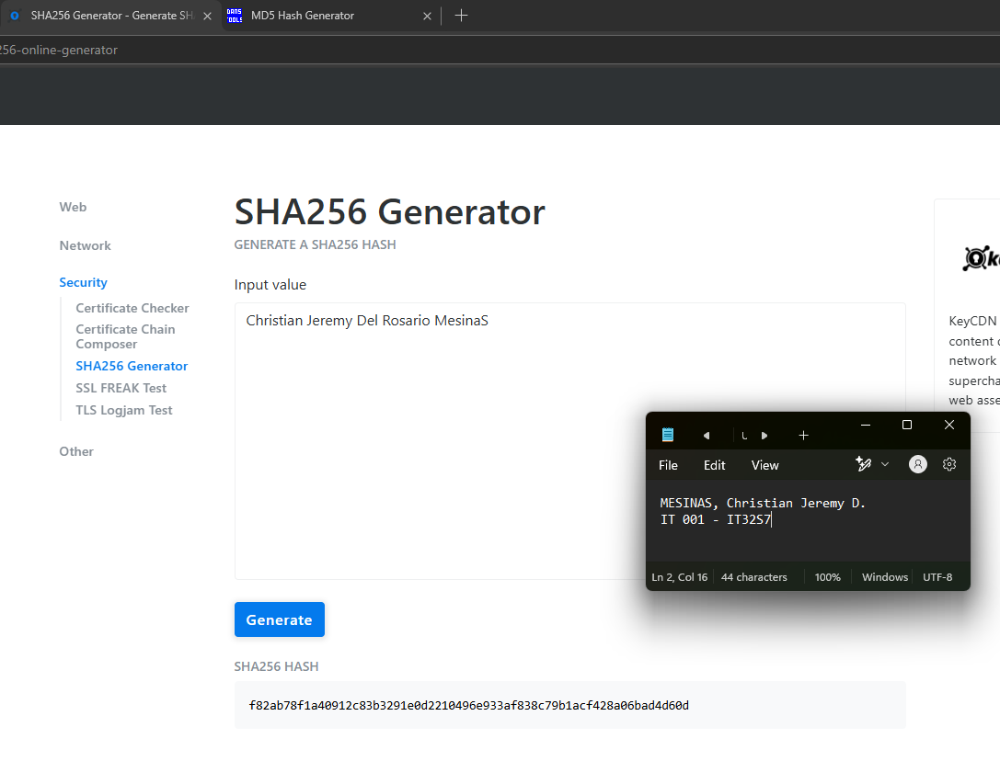 SHA256 Generator - Generate SH
MD5 Hash Generator
256-online-generator
Web
Network
Security
Certificate Checker
Certificate Chain
Composer
SHA256 Generator
SSL FREAK Test
TLS Logjam Test
Other
SHA256 Generator
GENERATE A SHA256 HASH
Input value
Christian Jeremy Del Rosario MesinaS
Generate
SHA256 HASH
f82ab78f1a40912c83b3291e0d2210496e933af838c79b1acf428a06bad4d60d
KeyCDN
content
network
supercha
web asse
File Edit View
MESINAS, Christian Jeremy D.
IT 001 - IT32S7
Ln 2, Col 16 44 characters 100% Windows UTF-8